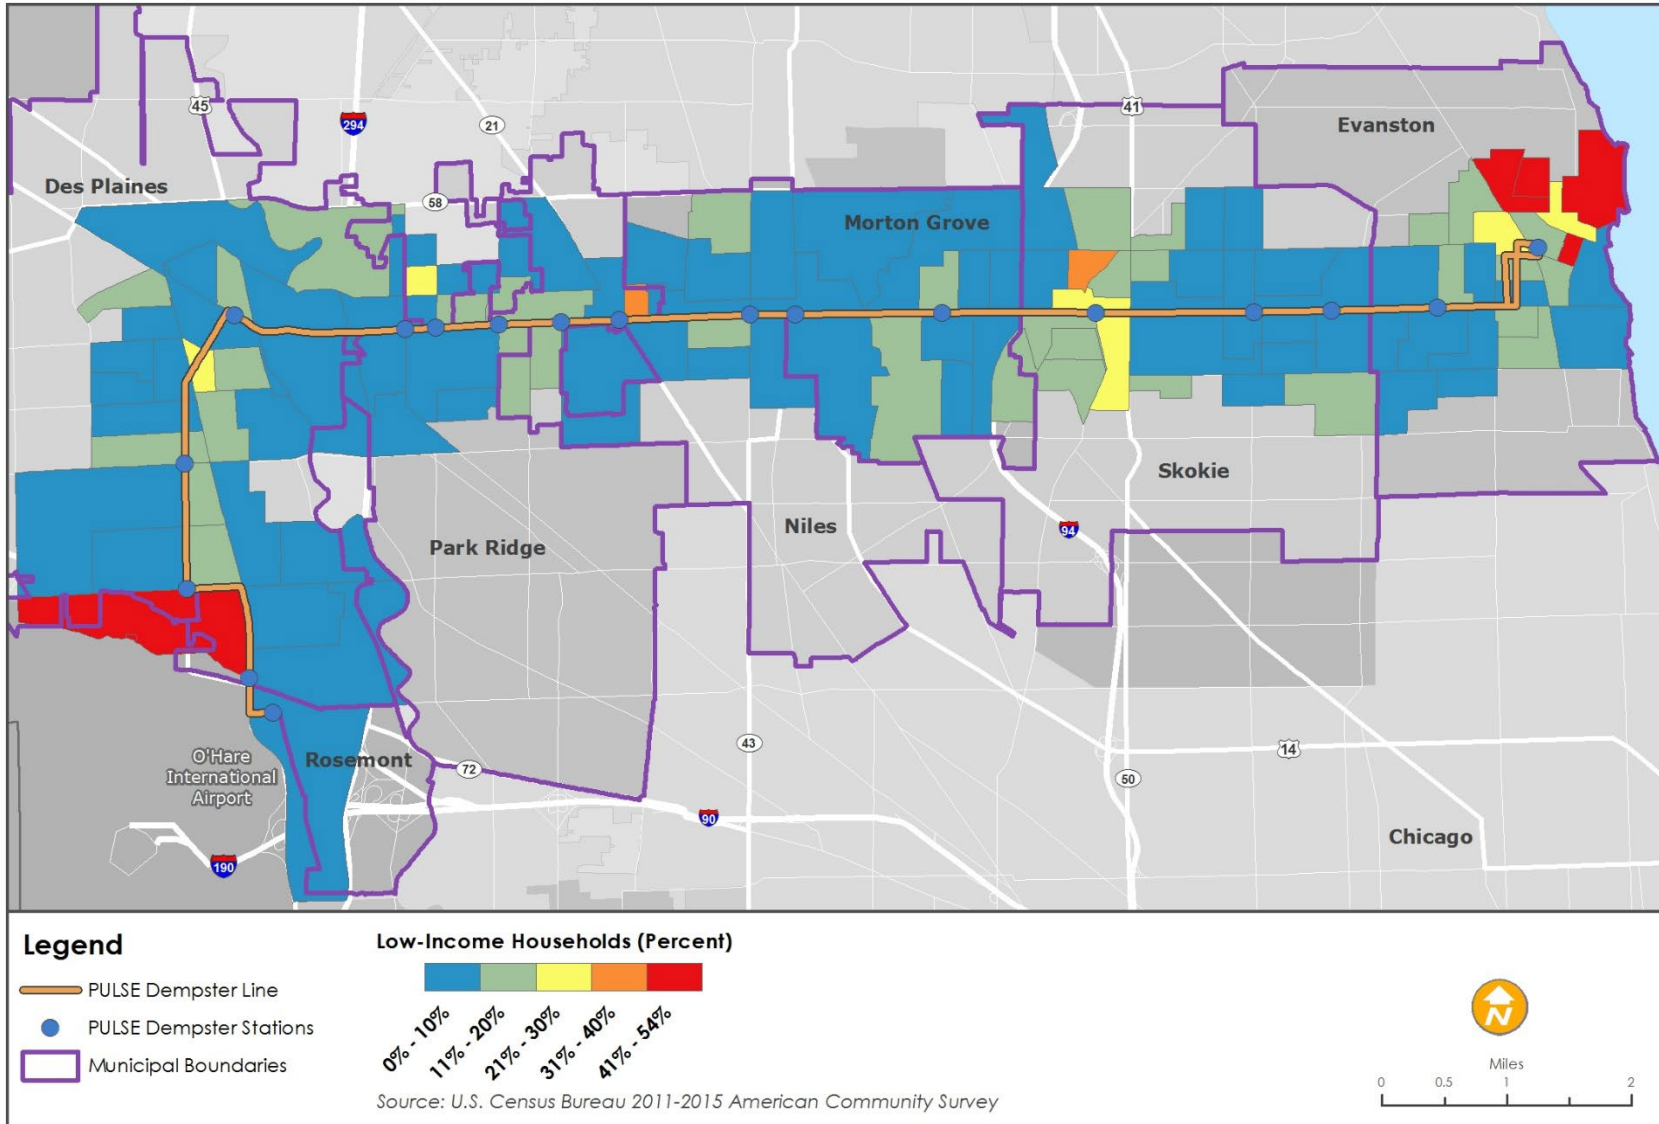 45
294
21
41
Evanston
Des Plaines
58
Morton Grove
Skokie
Niles
94
Park Ridge
43
14
O'Hare
International
Airport
Rosemont
72
50
90
Chicago
190
Legend
PULSE Dempster Line
PULSE Dempster Stations
Municipal Boundaries
Low-Income Households (Percent)
0% - 10%
11% - 20%
21% - 30%
31% - 40%
41% - 54%
Source: U.S. Census Bureau 2011-2015 American Community Survey
N
Miles
0 0.5 1 2